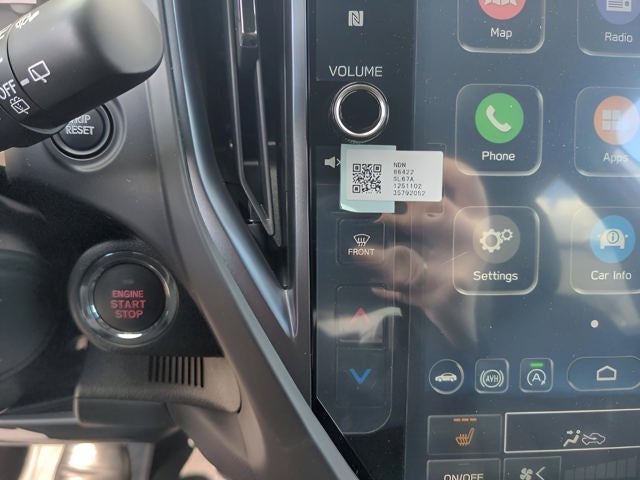 Map
Radio
VOLUME
OFF
RESET
Phone
Apps
NDN
86422
SL67A
1251102
35792052
FRONT
Settings
Car Info
ENGINE
START
STOP
AVH
A
ON/OFF